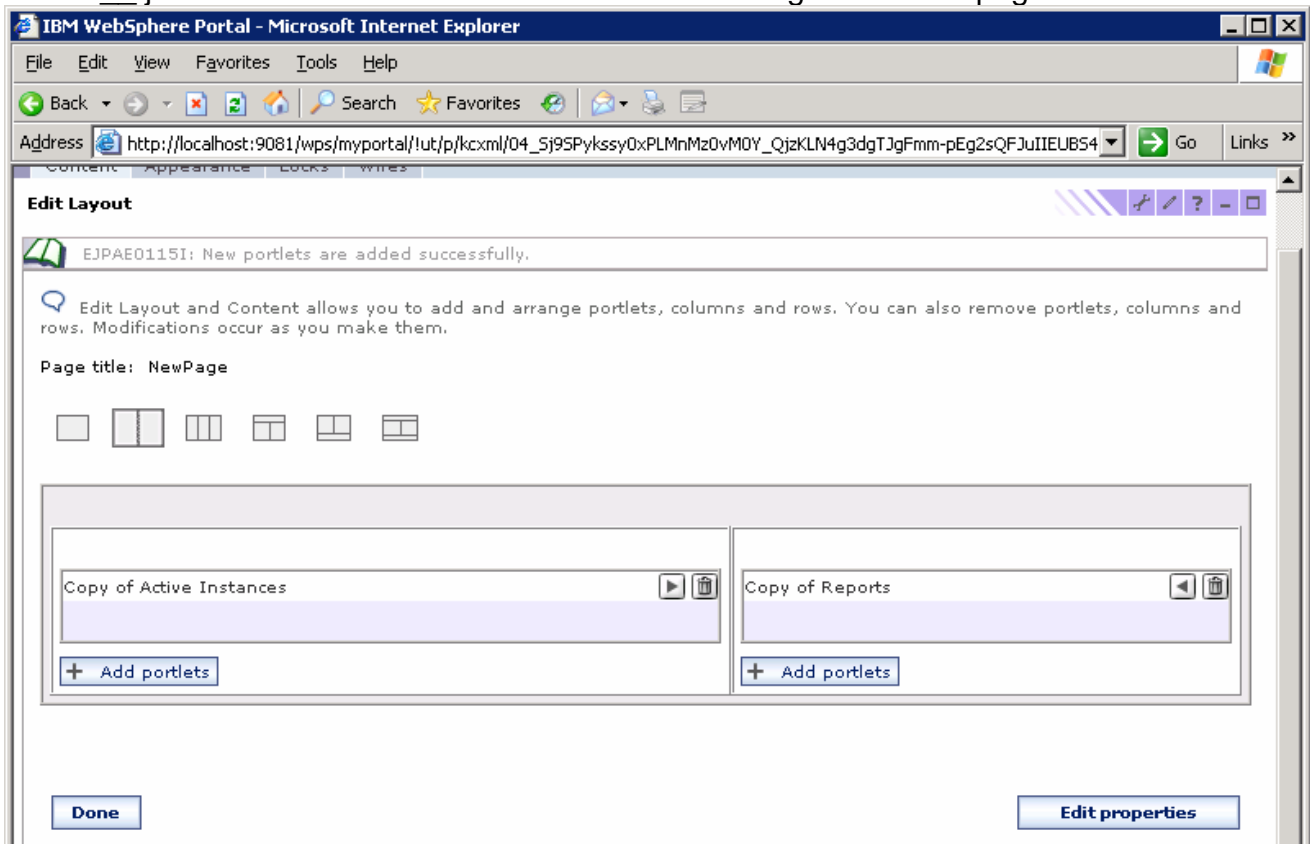 IBM WebSphere Portal - Microsoft Internet Explorer
File Edit View Favorites Tools Help
Back Search Favorites
Address http://localhost:9081/wps/myportal/!ut/p/kcxml/04_Sj9SPykssy0xPLMnMz0vM0Y_QjzKLN4g3dgTJgFmm-pEg2sQFJuIIEUBS4 Go Links »
Content Appearance Locks Wires
Edit Layout
EJPAE0115I: New portlets are added successfully.
Edit Layout and Content allows you to add and arrange portlets, columns and rows. You can also remove portlets, columns and
rows. Modifications occur as you make them.
Page title: NewPage
Copy of Active Instances Copy of Reports
+ Add portlets + Add portlets
Done Edit properties